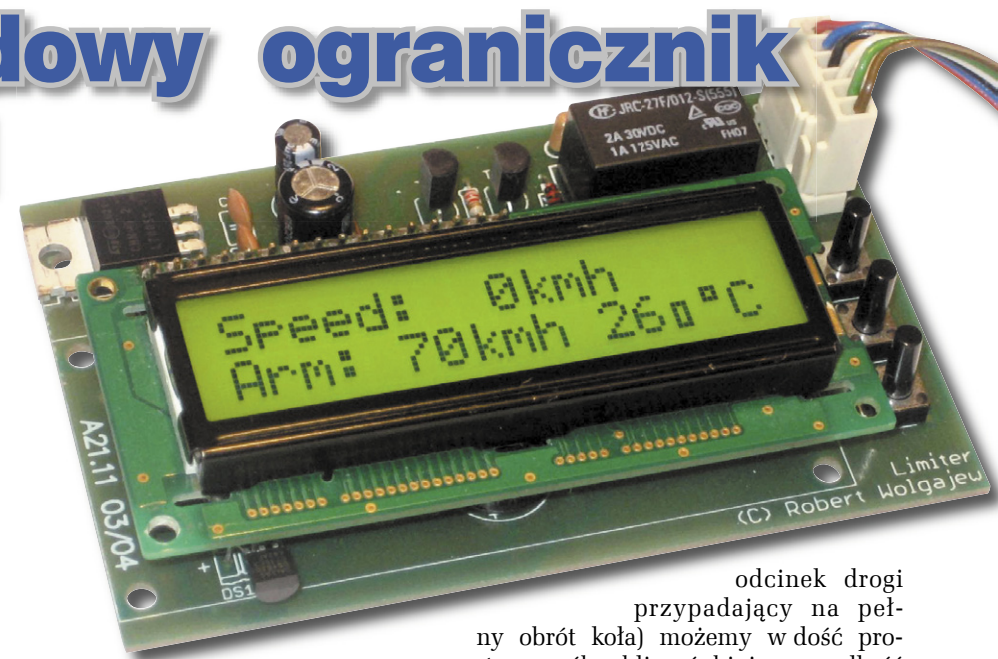 dowy ogranicznik
JRC-27F/012-S(555)
2A 30VDC
1A 125VAC
FH07
Speed: 0kmh
Arm: 70kmh 26▯°C
A21.11 03/04
Limiter
(C) Robert Wolgajew
+
DS1
odcinek drogi
przypadający na peł-
ny obrót koła) możemy w dość pro-